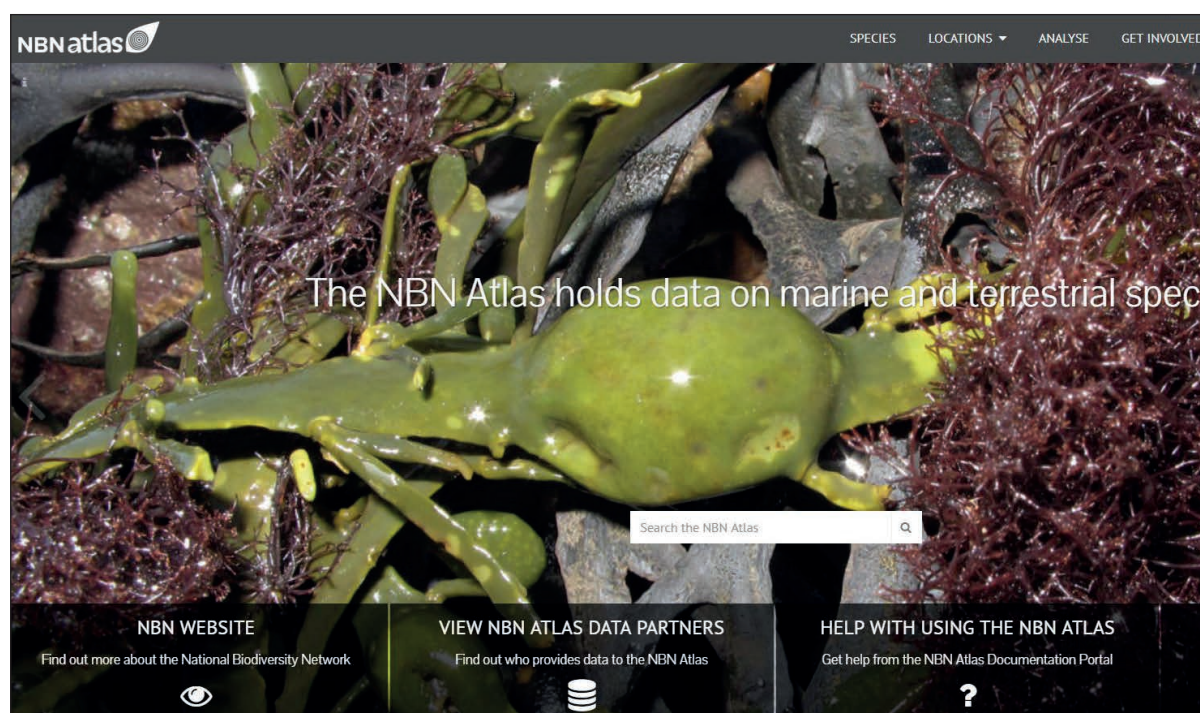 NBN atlas
SPECIES LOCATIONS ANALYSE GET INVOLVED
The NBN Atlas holds data on marine and terrestrial spec
Search the NBN Atlas
NBN WEBSITE
Find out more about the National Biodiversity Network
VIEW NBN ATLAS DATA PARTNERS
Find out who provides data to the NBN Atlas
HELP WITH USING THE NBN ATLAS
Get help from the NBN Atlas Documentation Portal
?